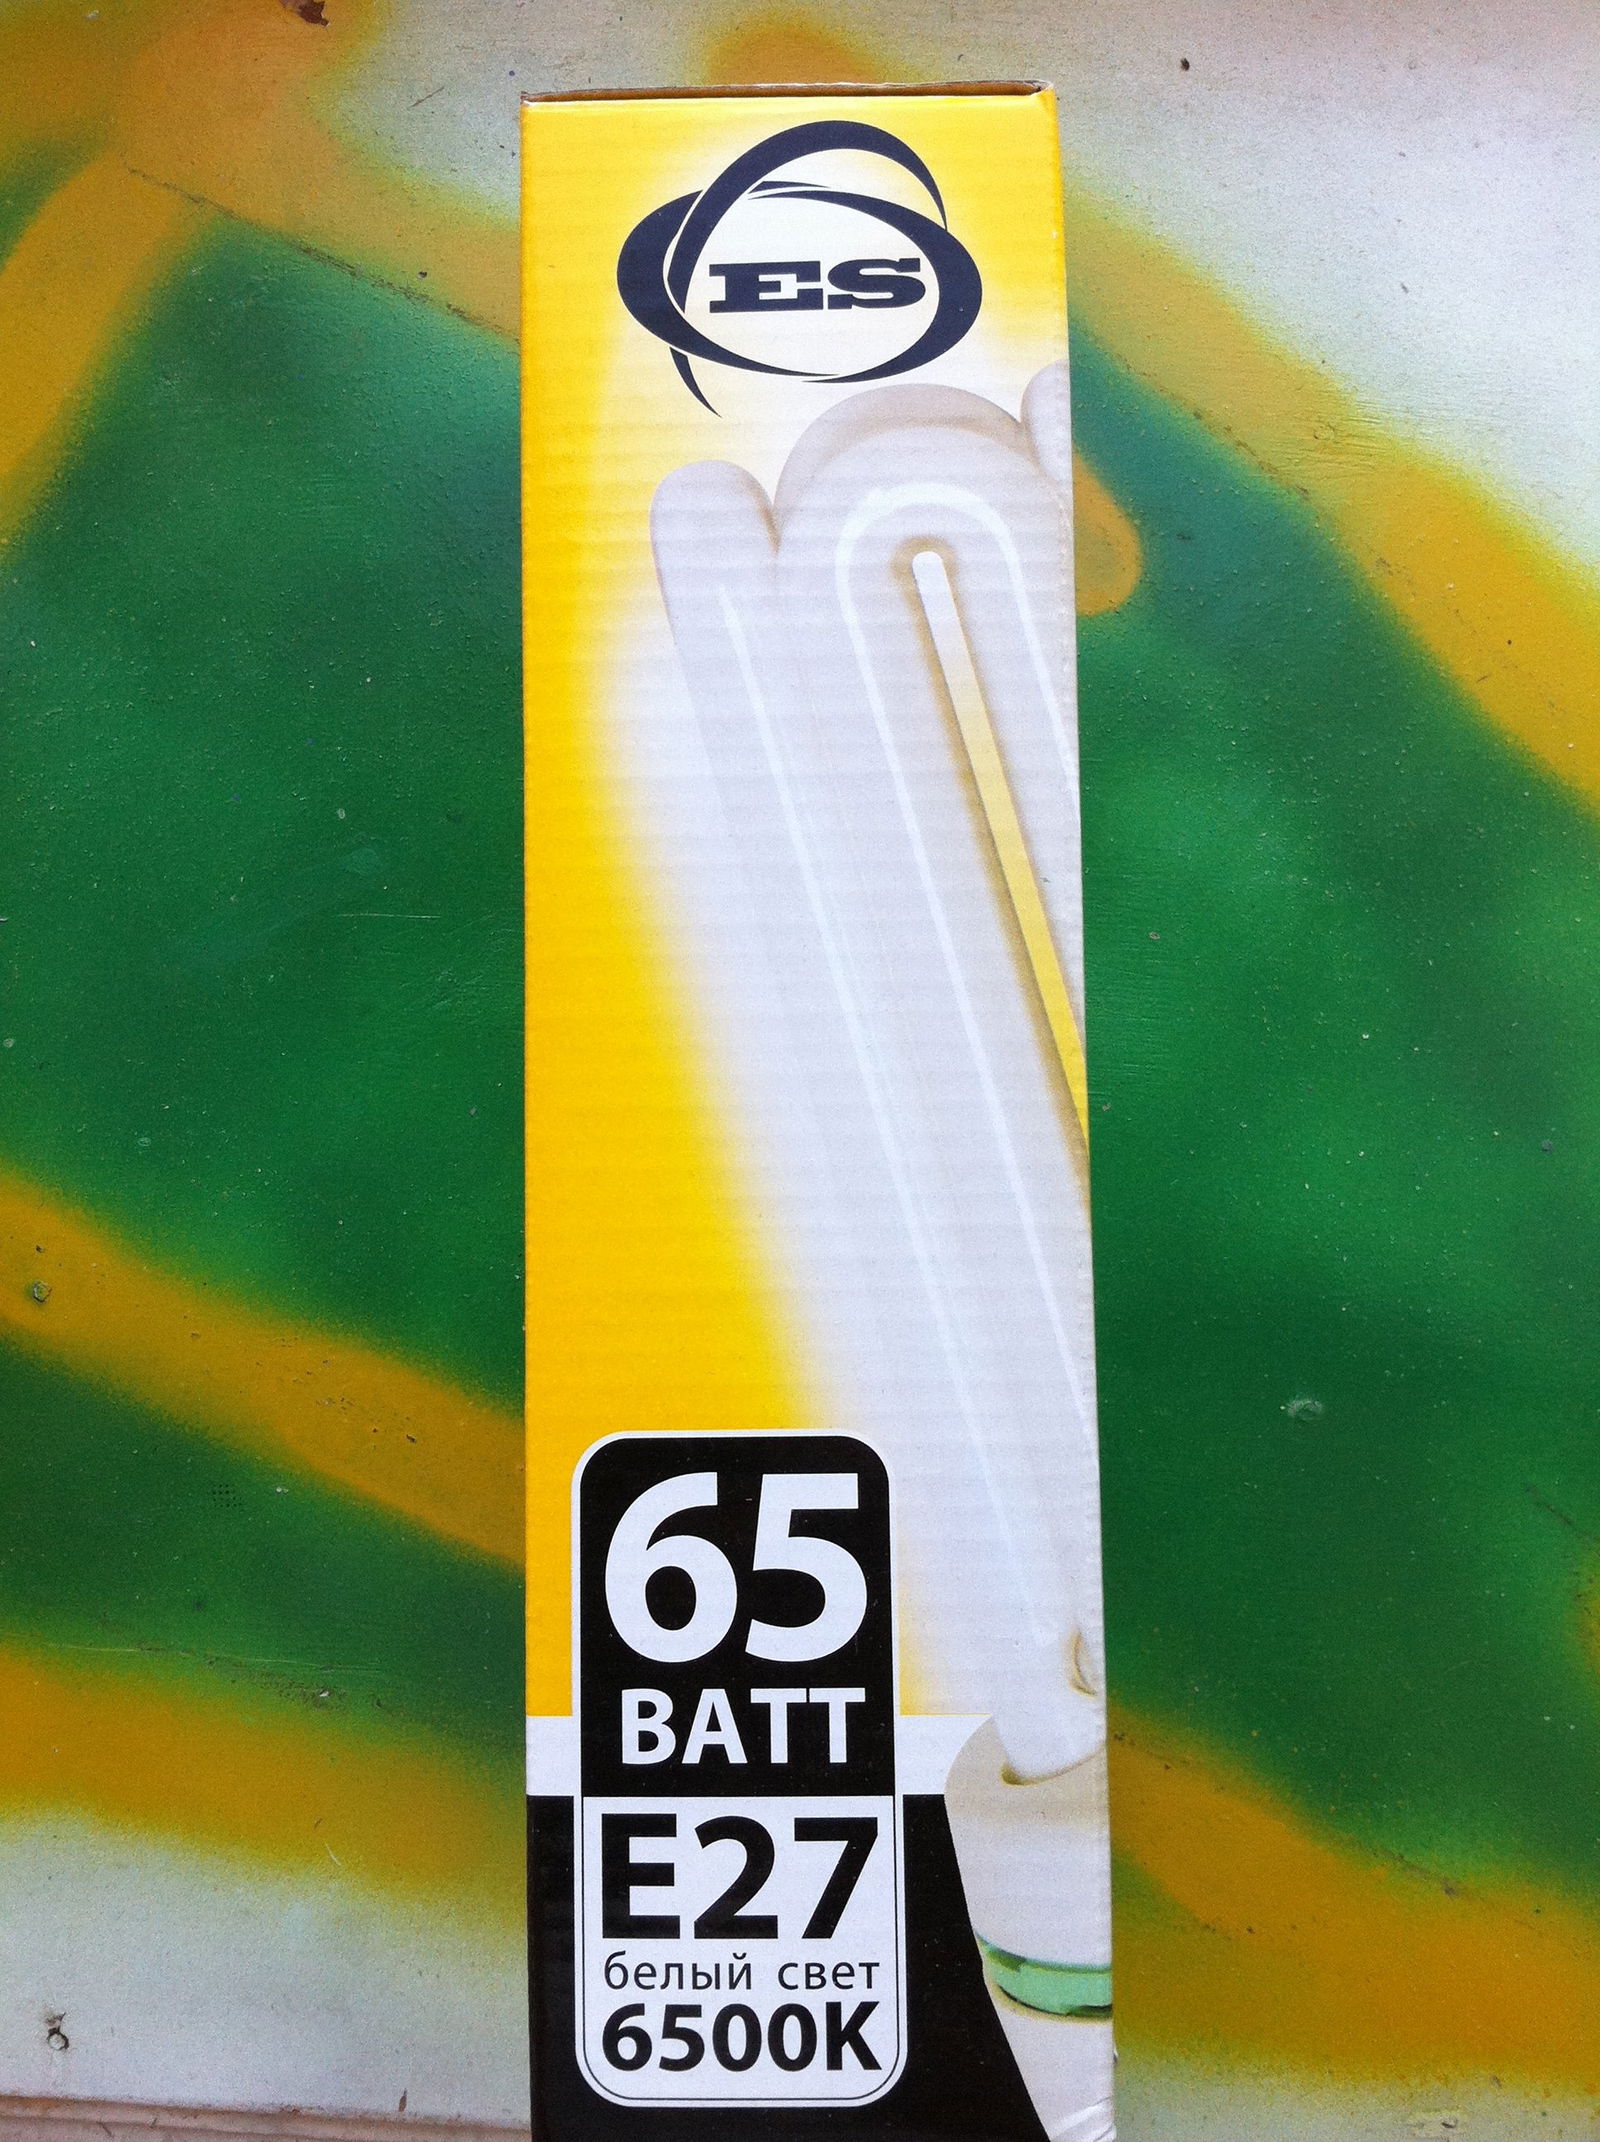 ES
65
ВАТТ
E27
белый свет
6500K